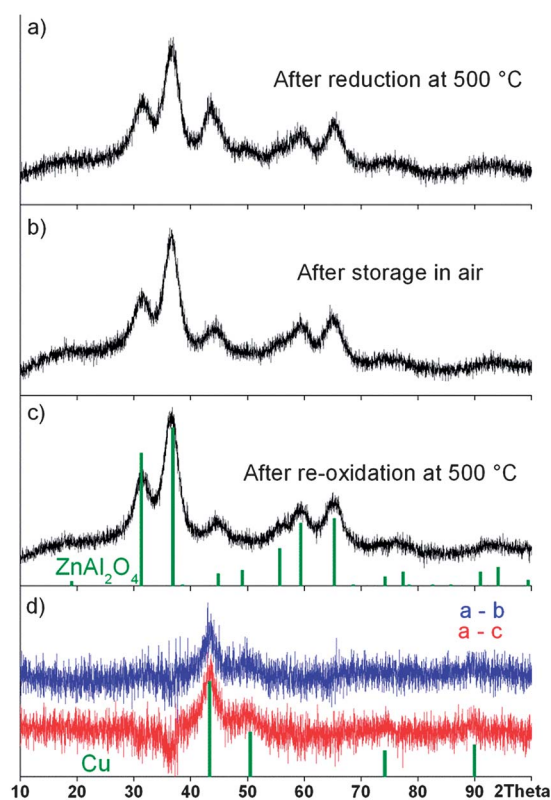 a)
After reduction at 500 °C
b)
After storage in air
c)
After re-oxidation at 500 °C
ZnAl₂O₄
d)
a - b
a - c
Cu
10 20 30 40 50 60 70 80 90 2Theta